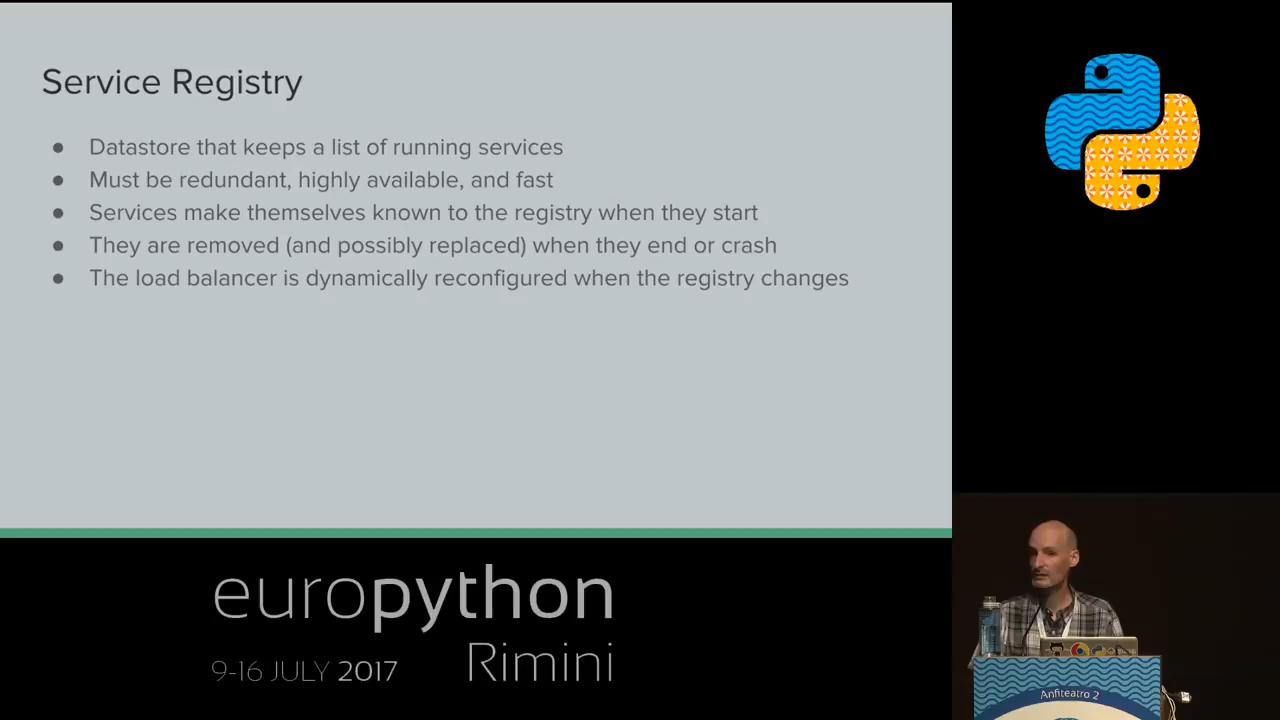 Service Registry
● Datastore that keeps a list of running services
● Must be redundant, highly available, and fast
● Services make themselves known to the registry when they start
● They are removed (and possibly replaced) when they end or crash
● The load balancer is dynamically reconfigured when the registry changes
europython
9-16 JULY 2017 Rimini
Anfiteatro 2